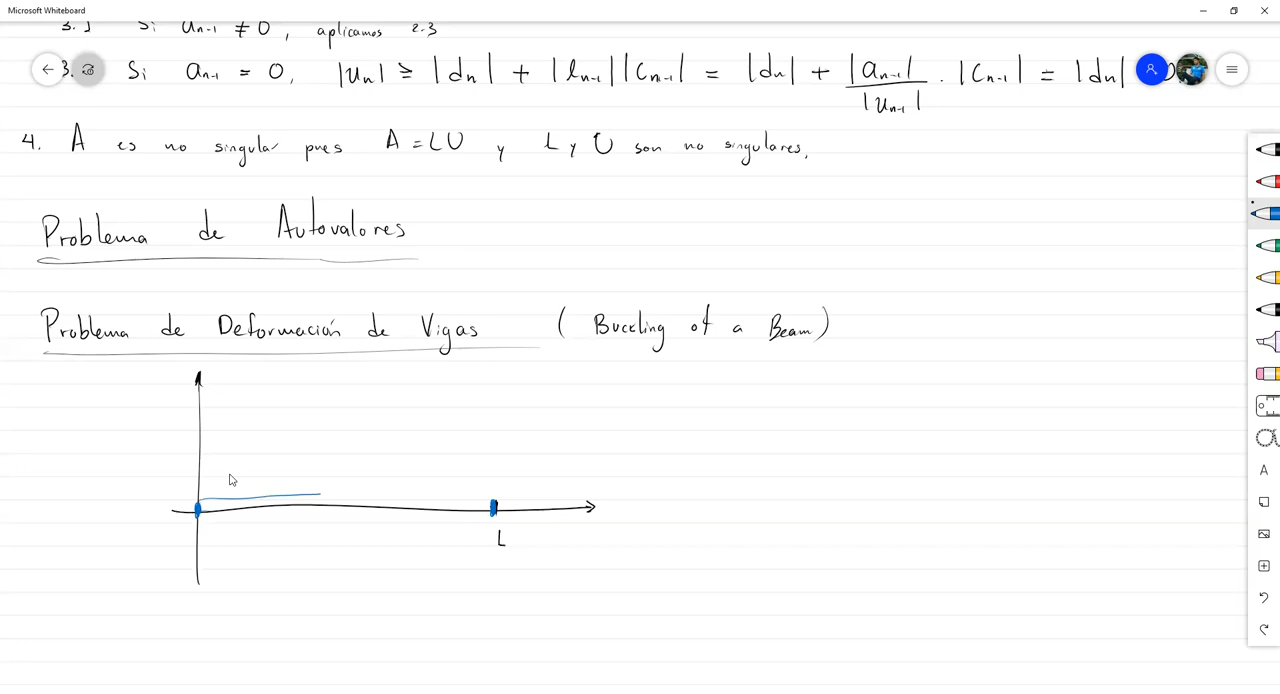 Microsoft Whiteboard
3.1 Si uₙ₋₁ ≠ 0, aplicamos 2.3
3. Si aₙ₋₁ = 0, |uₙ| ≥ |dₙ| + |ℓₙ₋₁||cₙ₋₁| = |dₙ| + |aₙ₋₁|/|uₙ₋₁| · |cₙ₋₁| = |dₙ|
4. A es no singular pues A = LU y L y U son no singulares.
Problema de Autovalores
Problema de Deformación de Vigas (Buckling of a Beam)
L